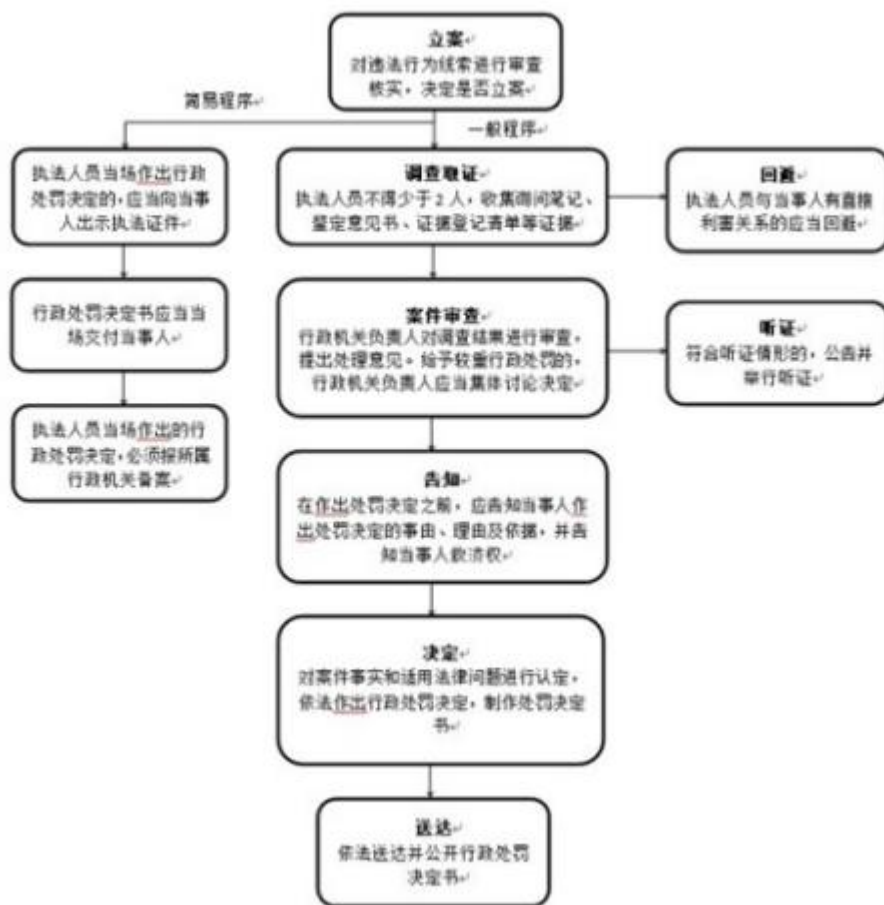 立案
对违法行为线索进行审查
核实，决定是否立案
简易程序
一般程序
执法人员当场作出行政
处罚决定的，应当向当事
人出示执法证件
调查取证
执法人员不得少于2人，收集询问笔记、
鉴定意见书、证据登记清单等证据
回避
执法人员与当事人有直接
利害关系的应当回避
行政处罚决定书应当当
场交付当事人
案件审查
行政机关负责人对调查结果进行审查，
提出处理意见。给予较重行政处罚的，
行政机关负责人应当集体讨论决定
听证
符合听证情形的，公告并
举行听证
执法人员当场作出的行
政处罚决定，必须报所属
行政机关备案
告知
在作出处罚决定之前，应告知当事人作
出处罚决定的事由、理由及依据，并告
知当事人救济权
决定
对案件事实和适用法律问题进行认定，
依法作出行政处罚决定，制作处罚决定
书
送达
依法送达并公开行政处罚
决定书